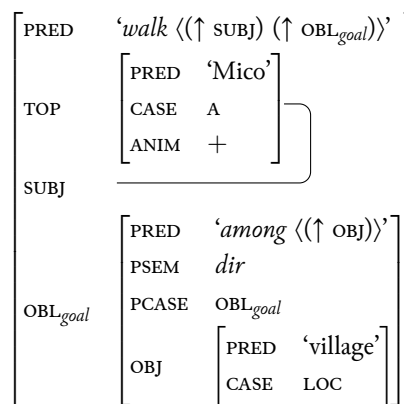 PRED ‘walk ⟨(↑ SUBJ) (↑ OBLgoal)⟩’
PRED ‘Mico’
TOP CASE A
ANIM +
SUBJ
PRED ‘among ⟨(↑ OBJ)⟩’
PSEM dir
PCASE OBLgoal
OBLgoal
PRED ‘village’
OBJ
CASE LOC